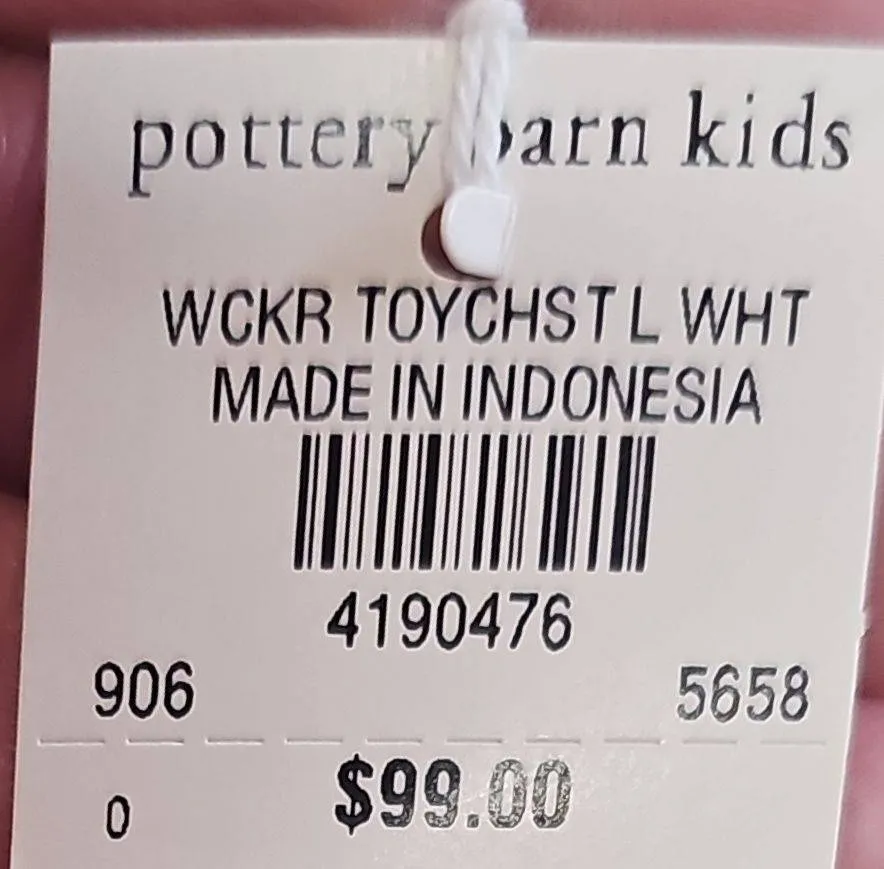 pottery barn kids
WCKR TOYCHST L WHT
MADE IN INDONESIA
4190476
906 5658
0 $99.00